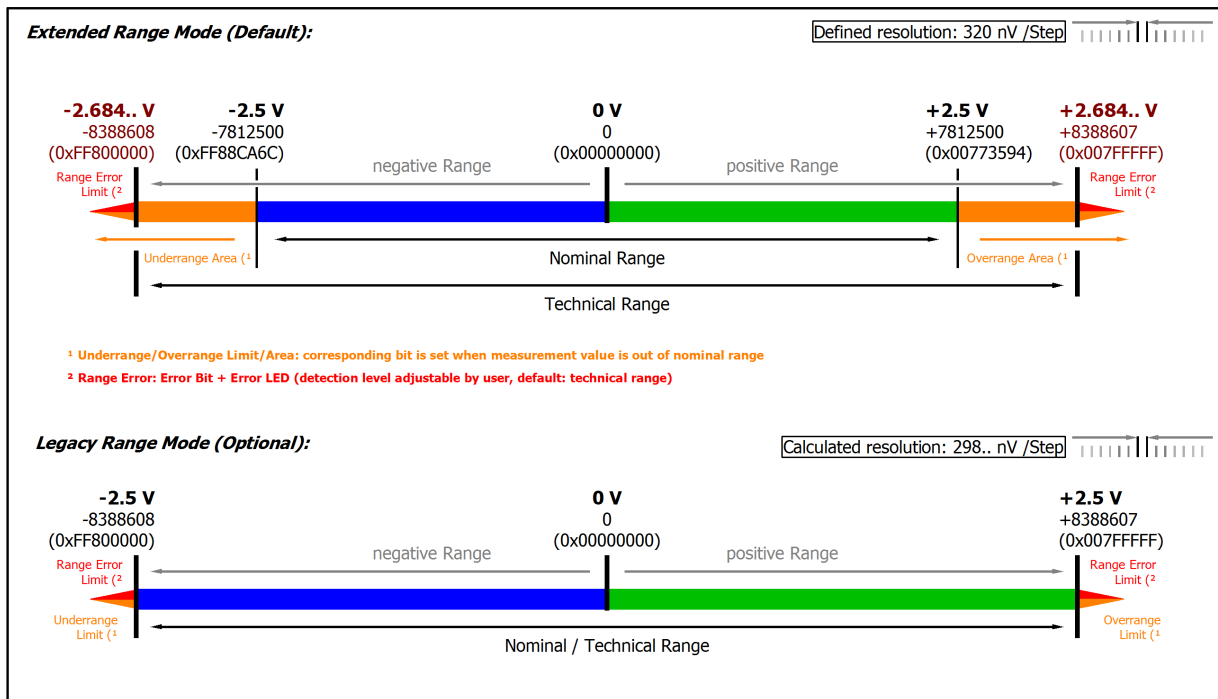 Extended Range Mode (Default):
Defined resolution: 320 nV /Step
-2.684.. V
-8388608
(0xFF800000)
-2.5 V
-7812500
(0xFF88CA6C)
0 V
0
(0x00000000)
+2.5 V
+7812500
(0x00773594)
+2.684.. V
+8388607
(0x007FFFFF)
negative Range
positive Range
Range Error
Limit (²
Range Error
Limit (²
Underrange Area (¹
Nominal Range
Overrange Area (¹
Technical Range
¹ Underrange/Overrange Limit/Area: corresponding bit is set when measurement value is out of nominal range
² Range Error: Error Bit + Error LED (detection level adjustable by user, default: technical range)
Legacy Range Mode (Optional):
Calculated resolution: 298.. nV /Step
-2.5 V
-8388608
(0xFF800000)
0 V
0
(0x00000000)
+2.5 V
+8388607
(0x007FFFFF)
negative Range
positive Range
Range Error
Limit (²
Range Error
Limit (²
Underrange
Limit (¹
Overrange
Limit (¹
Nominal / Technical Range